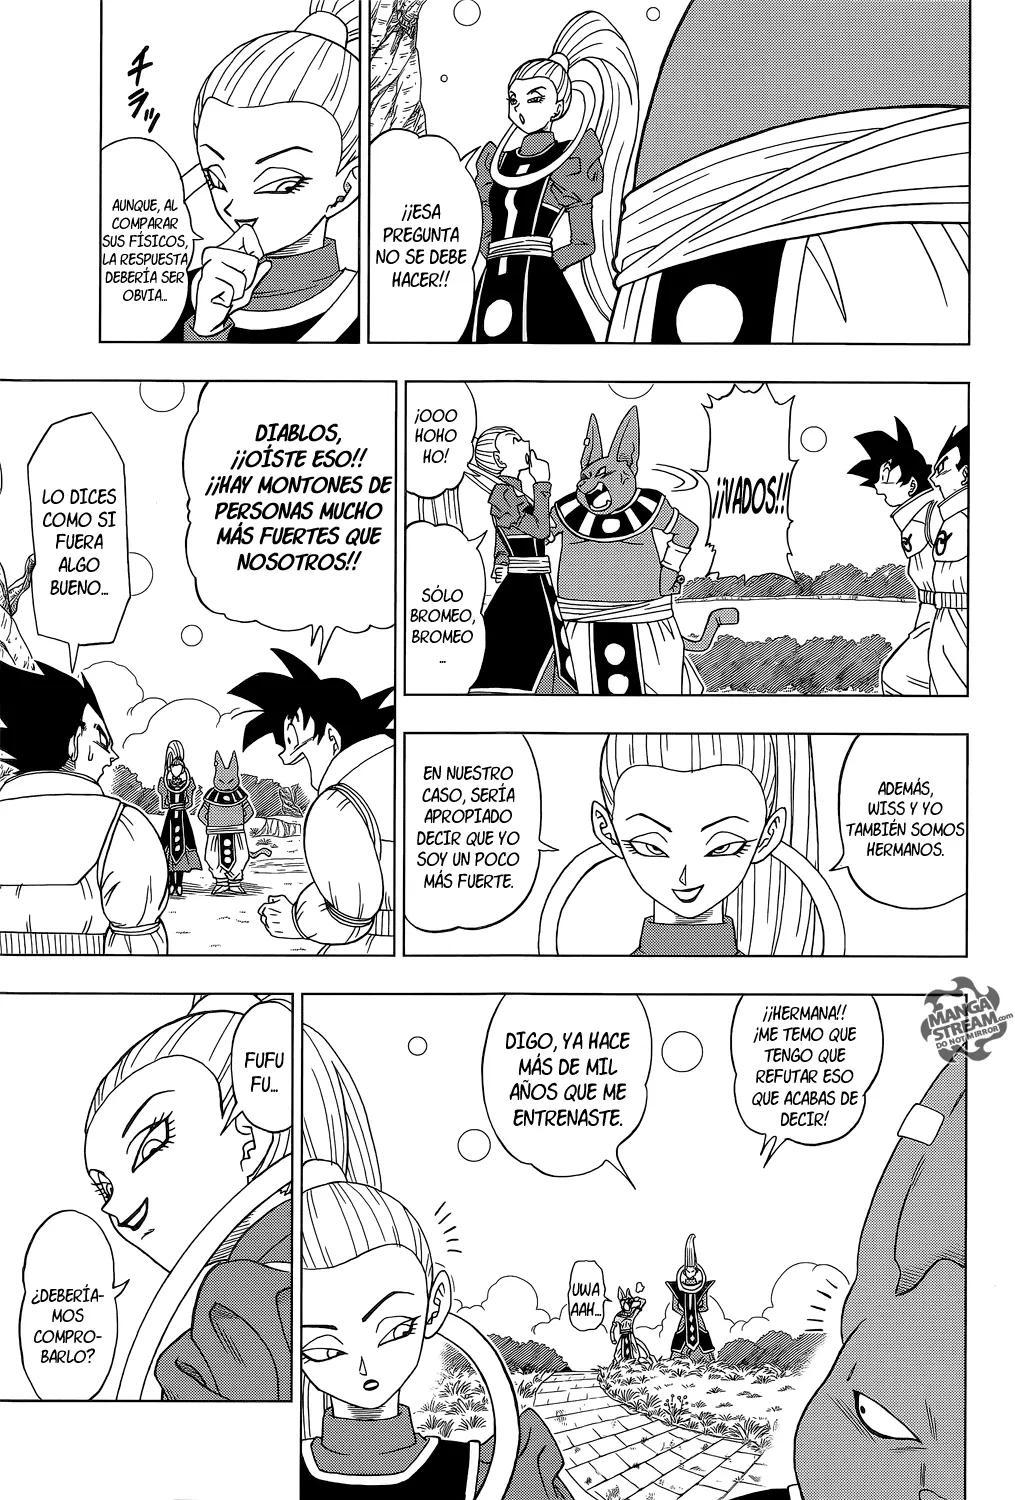 ¡¡ESA
PREGUNTA
NO SE DEBE
HACER!!
チラッ
AUNQUE, AL
COMPARAR
SUS FÍSICOS,
LA RESPUESTA
DEBERÍA SER
OBVIA...
¡¡VADOS!!
¡OOO
HOHO
HO!
SÓLO
BROMEO,
BROMEO
...
DIABLOS,
¡¡OÍSTE ESO!!
¡¡HAY MONTONES DE
PERSONAS MUCHO
MÁS FUERTES QUE
NOSOTROS!!
LO DICES
COMO SI
FUERA
ALGO
BUENO...
ADEMÁS,
WISS Y YO
TAMBIÉN SOMOS
HERMANOS.
EN NUESTRO
CASO, SERÍA
APROPIADO
DECIR QUE YO
SOY UN POCO
MÁS FUERTE.
¡¡HERMANA!!
¡ME TEMO QUE
TENGO QUE
REFUTAR ESO
QUE ACABAS DE
DECIR!
DIGO, YA HACE
MÁS DE MIL
AÑOS QUE ME
ENTRENASTE.
UWA
AAH...
FUFU
FU...
¿DEBERÍA-
MOS
COMPRO-
BARLO?
MANGA
STREAM.com
DO NOT MIRROR